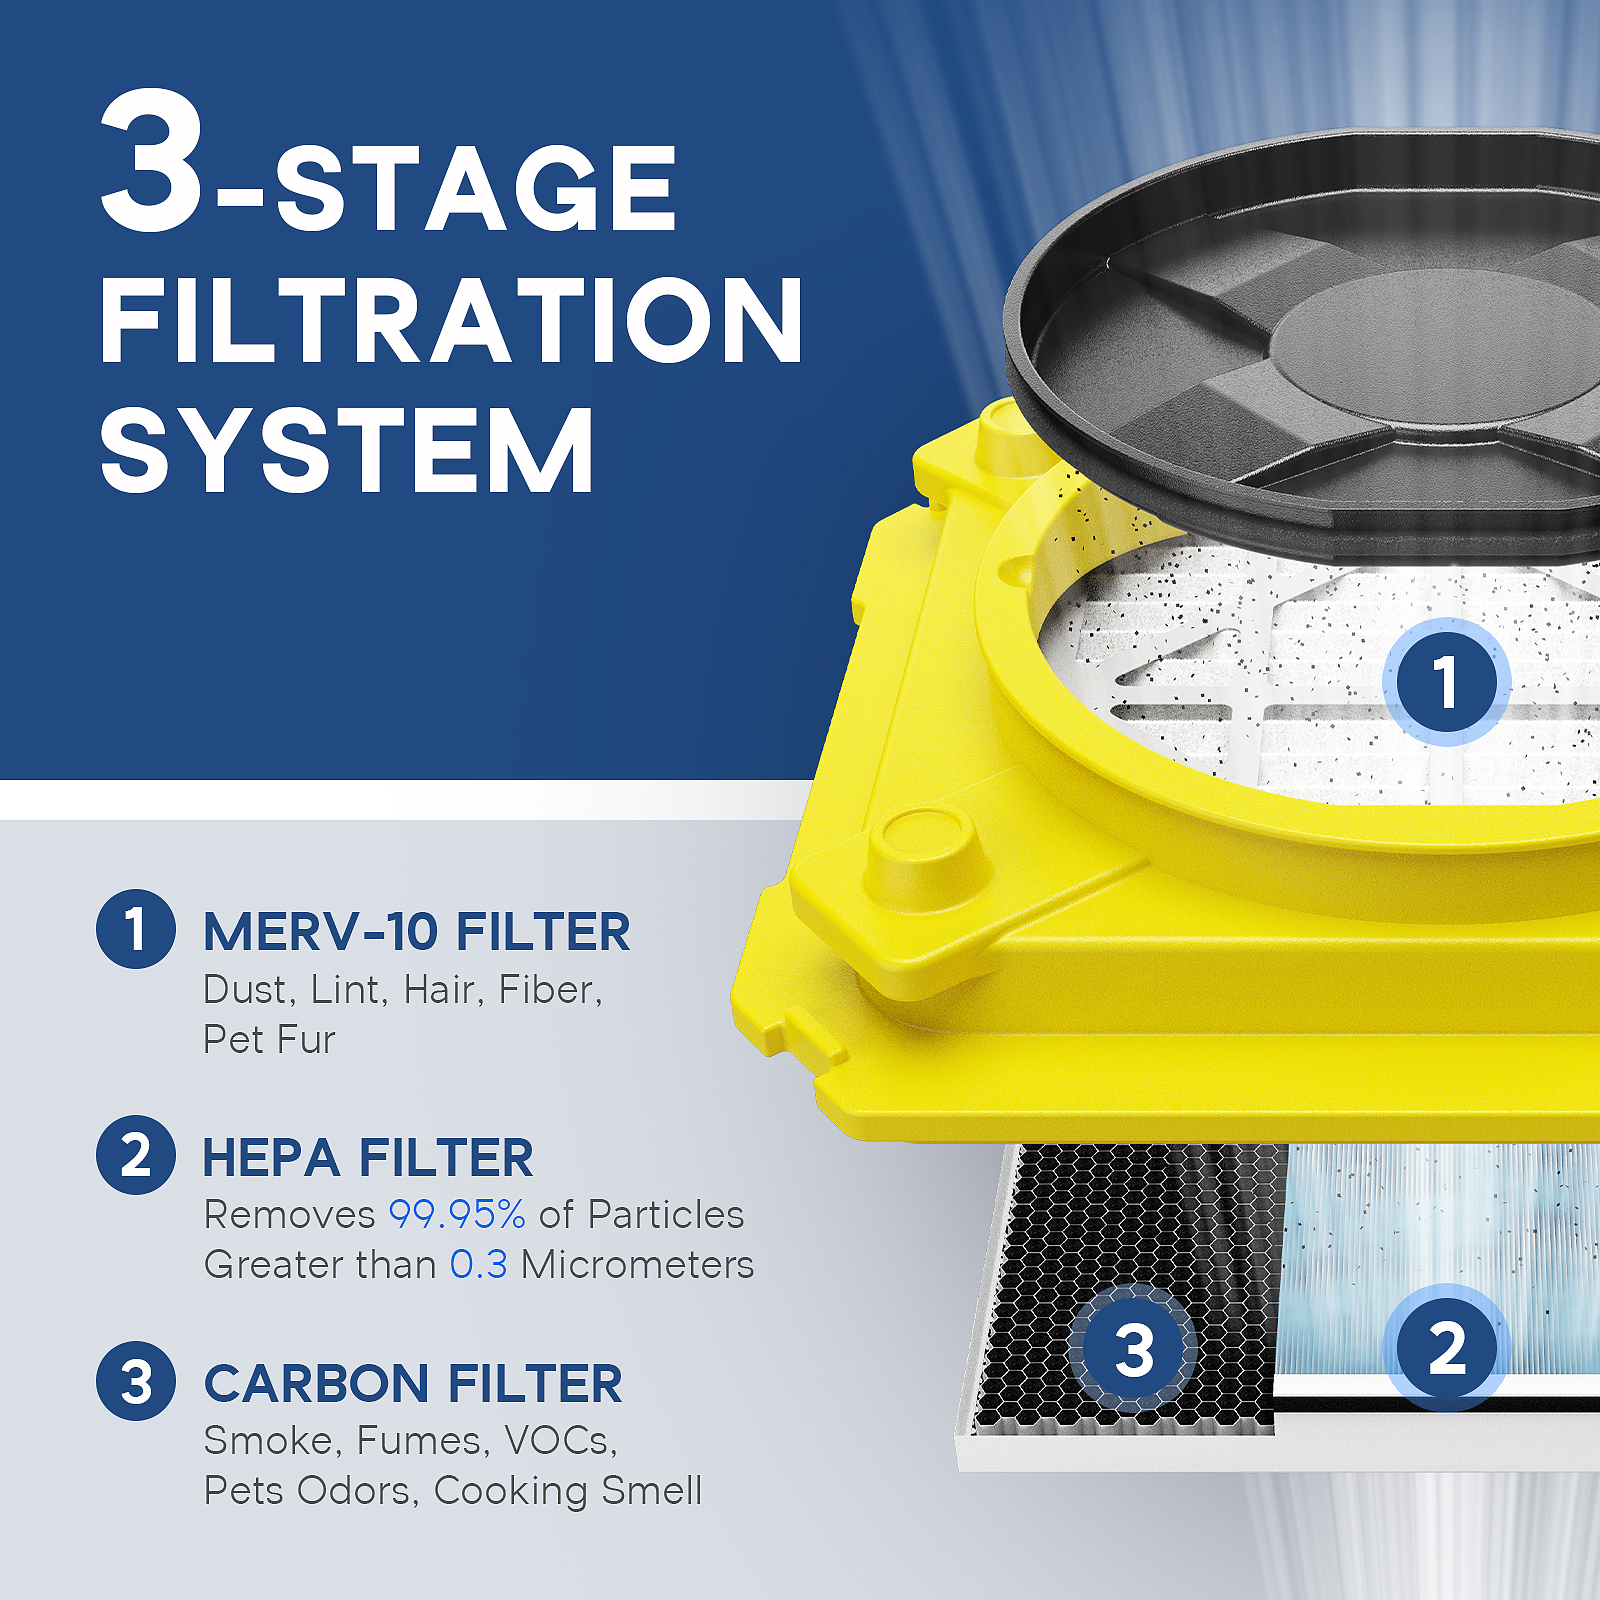 3-STAGE
FILTRATION
SYSTEM
1
1 MERV-10 FILTER
Dust, Lint, Hair, Fiber,
Pet Fur
2 HEPA FILTER
Removes 99.95% of Particles
Greater than 0.3 Micrometers
3 CARBON FILTER
Smoke, Fumes, VOCs,
Pets Odors, Cooking Smell
3
2